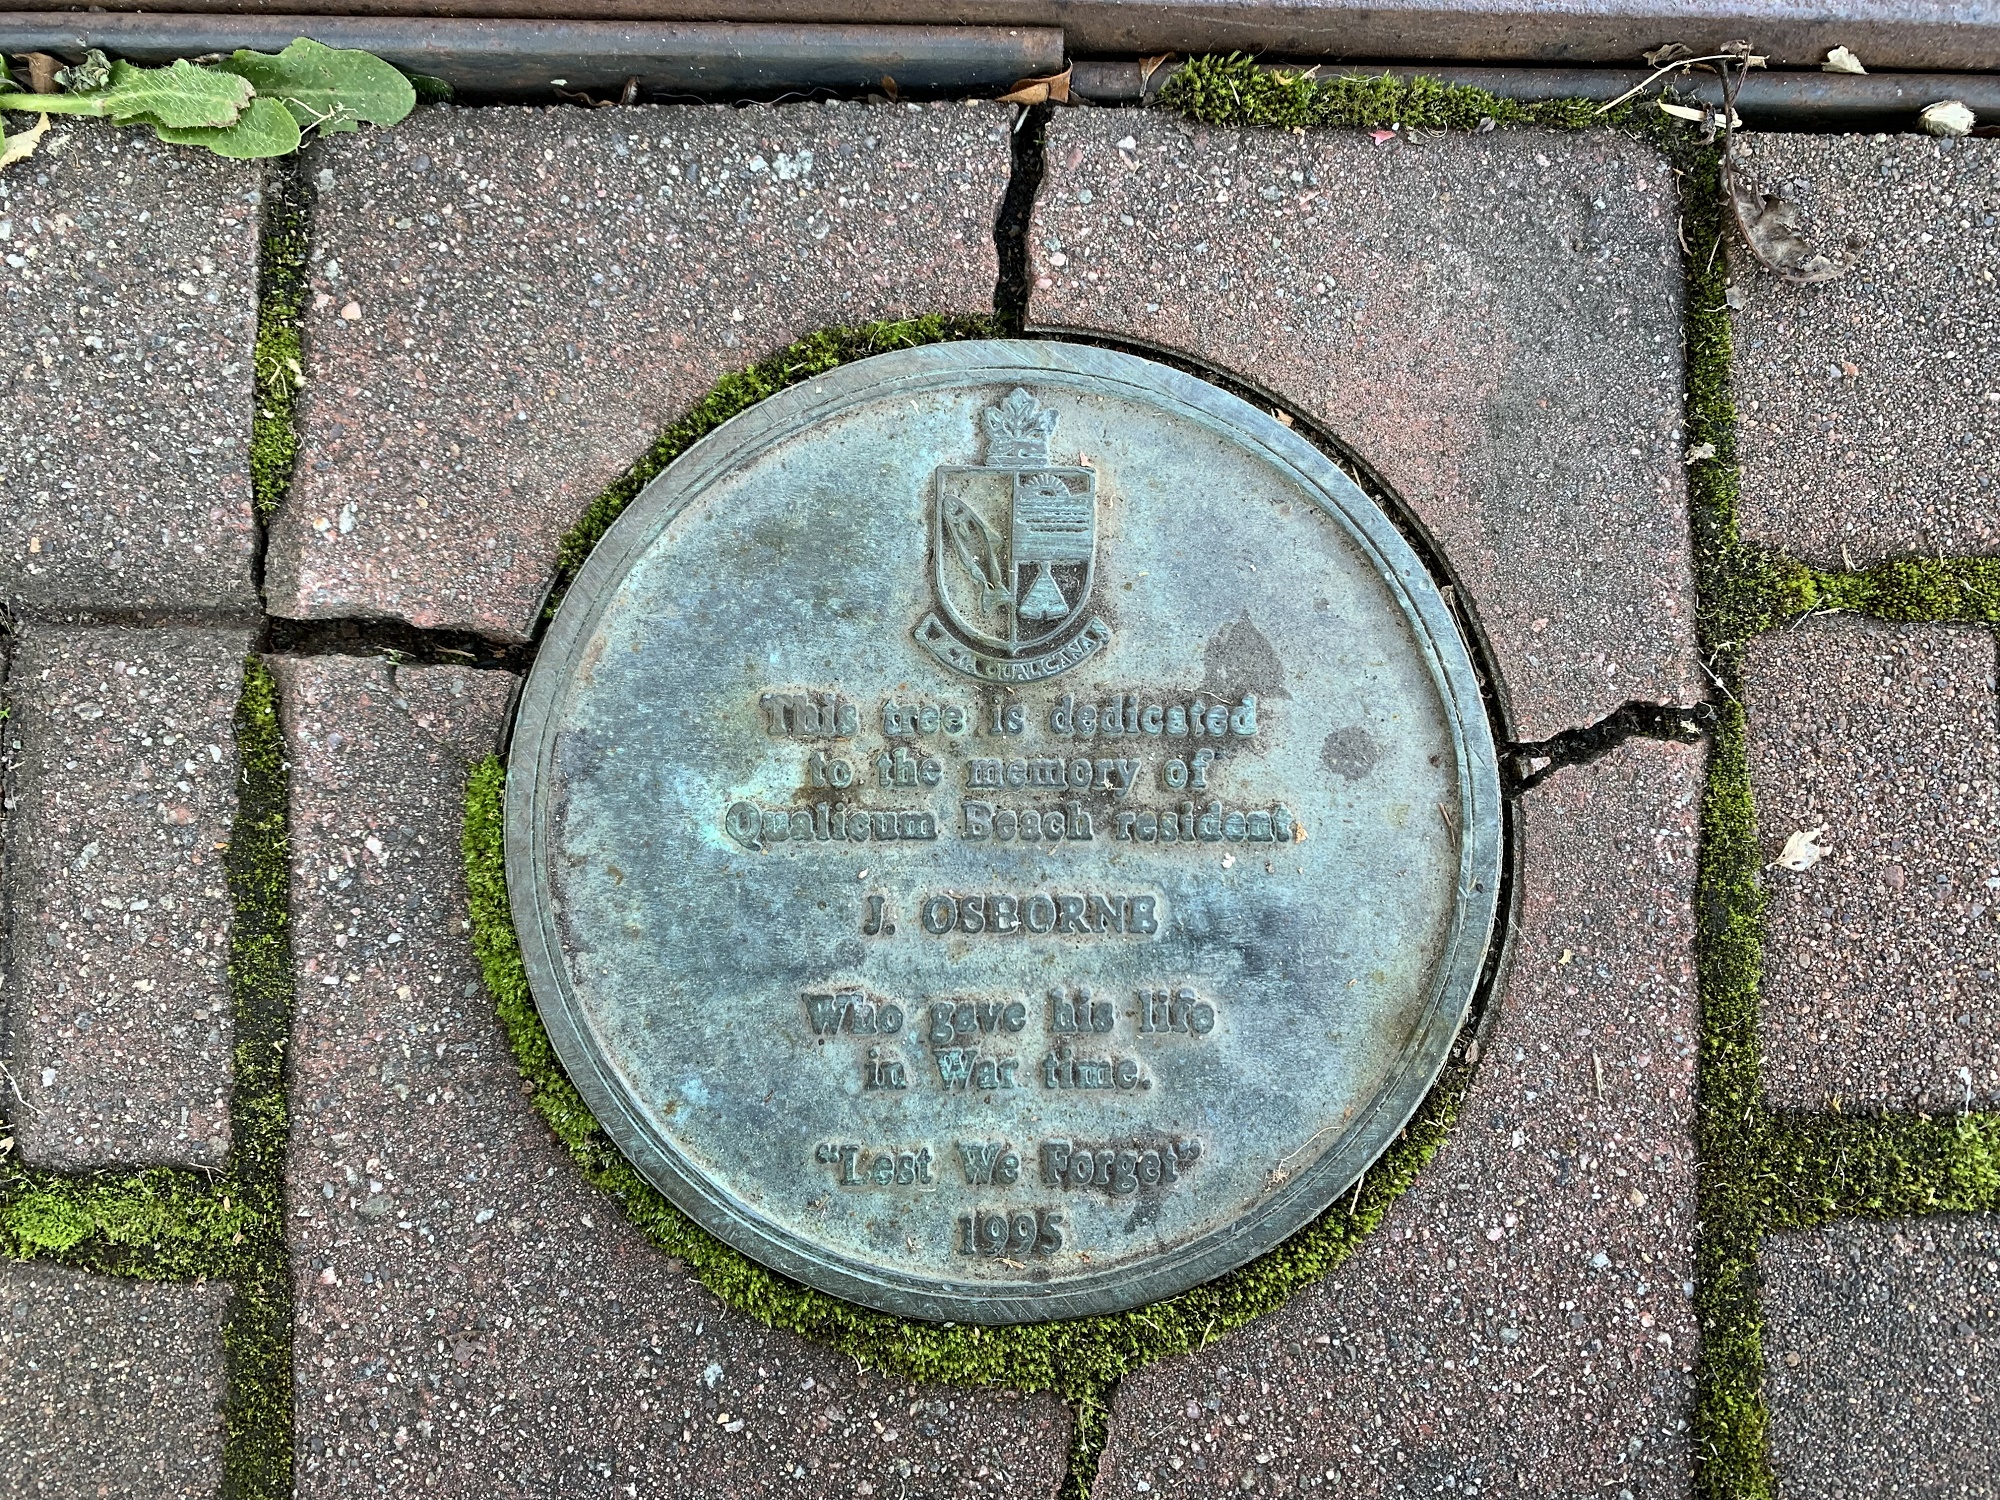 This tree is dedicated
to the memory of
Qualicum Beach resident
J. OSBORNE
Who gave his life
in War time.
“Lest We Forget”
1995